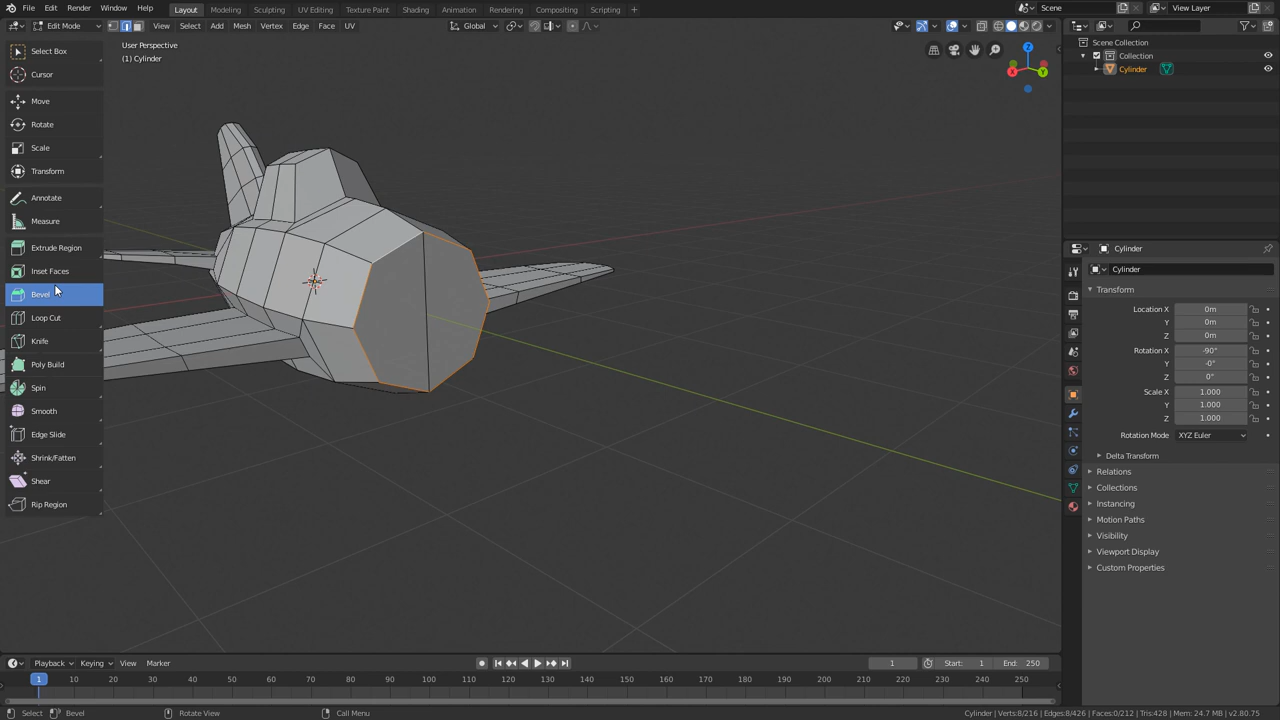 File Edit Render Window Help Layout Modeling Sculpting UV Editing Texture Paint Shading Animation Rendering Compositing Scripting + Scene View Layer
Edit Mode View Select Add Mesh Vertex Edge Face UV Global
Select Box
Cursor
Move
Rotate
Scale
Transform
Annotate
Measure
Extrude Region
Inset Faces
Bevel
Loop Cut
Knife
Poly Build
Spin
Smooth
Edge Slide
Shrink/Fatten
Shear
Rip Region
User Perspective
(1) Cylinder
Z
X
Y
Scene Collection
Collection
Cylinder
Cylinder
Cylinder
Transform
Location X 0m
Y 0m
Z 0m
Rotation X -90°
Y -0°
Z 0°
Scale X 1.000
Y 1.000
Z 1.000
Rotation Mode XYZ Euler
Delta Transform
Relations
Collections
Instancing
Motion Paths
Visibility
Viewport Display
Custom Properties
Playback Keying View Marker 1 Start: 1 End: 250
1 10 20 30 40 50 60 70 80 90 100 110 120 130 140 150 160 170 180 190 200 210 220 230 240 250
Select Bevel Rotate View Call Menu Cylinder | Verts:8/216 | Edges:8/426 | Faces:0/212 | Tris:428 | Mem: 24.7 MB | v2.80.75